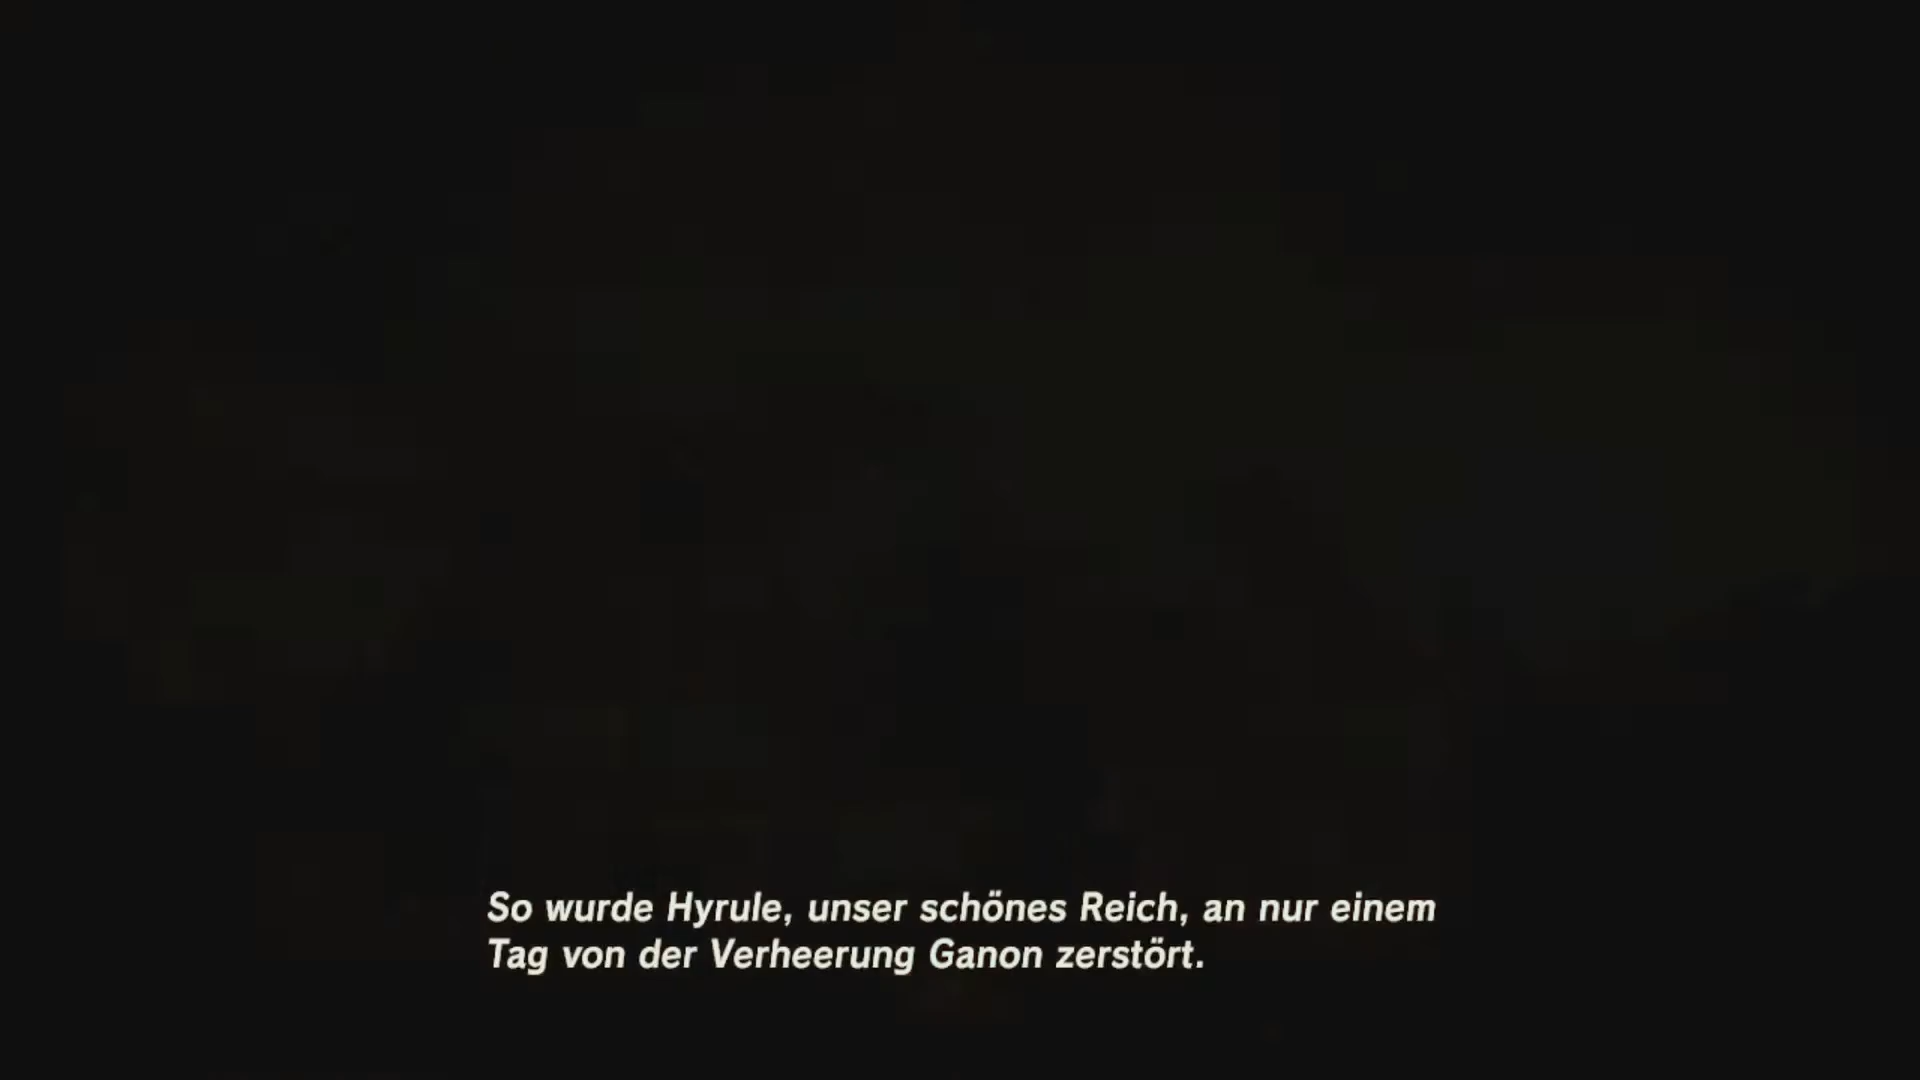 So wurde Hyrule, unser schönes Reich, an nur einem
Tag von der Verheerung Ganon zerstört.